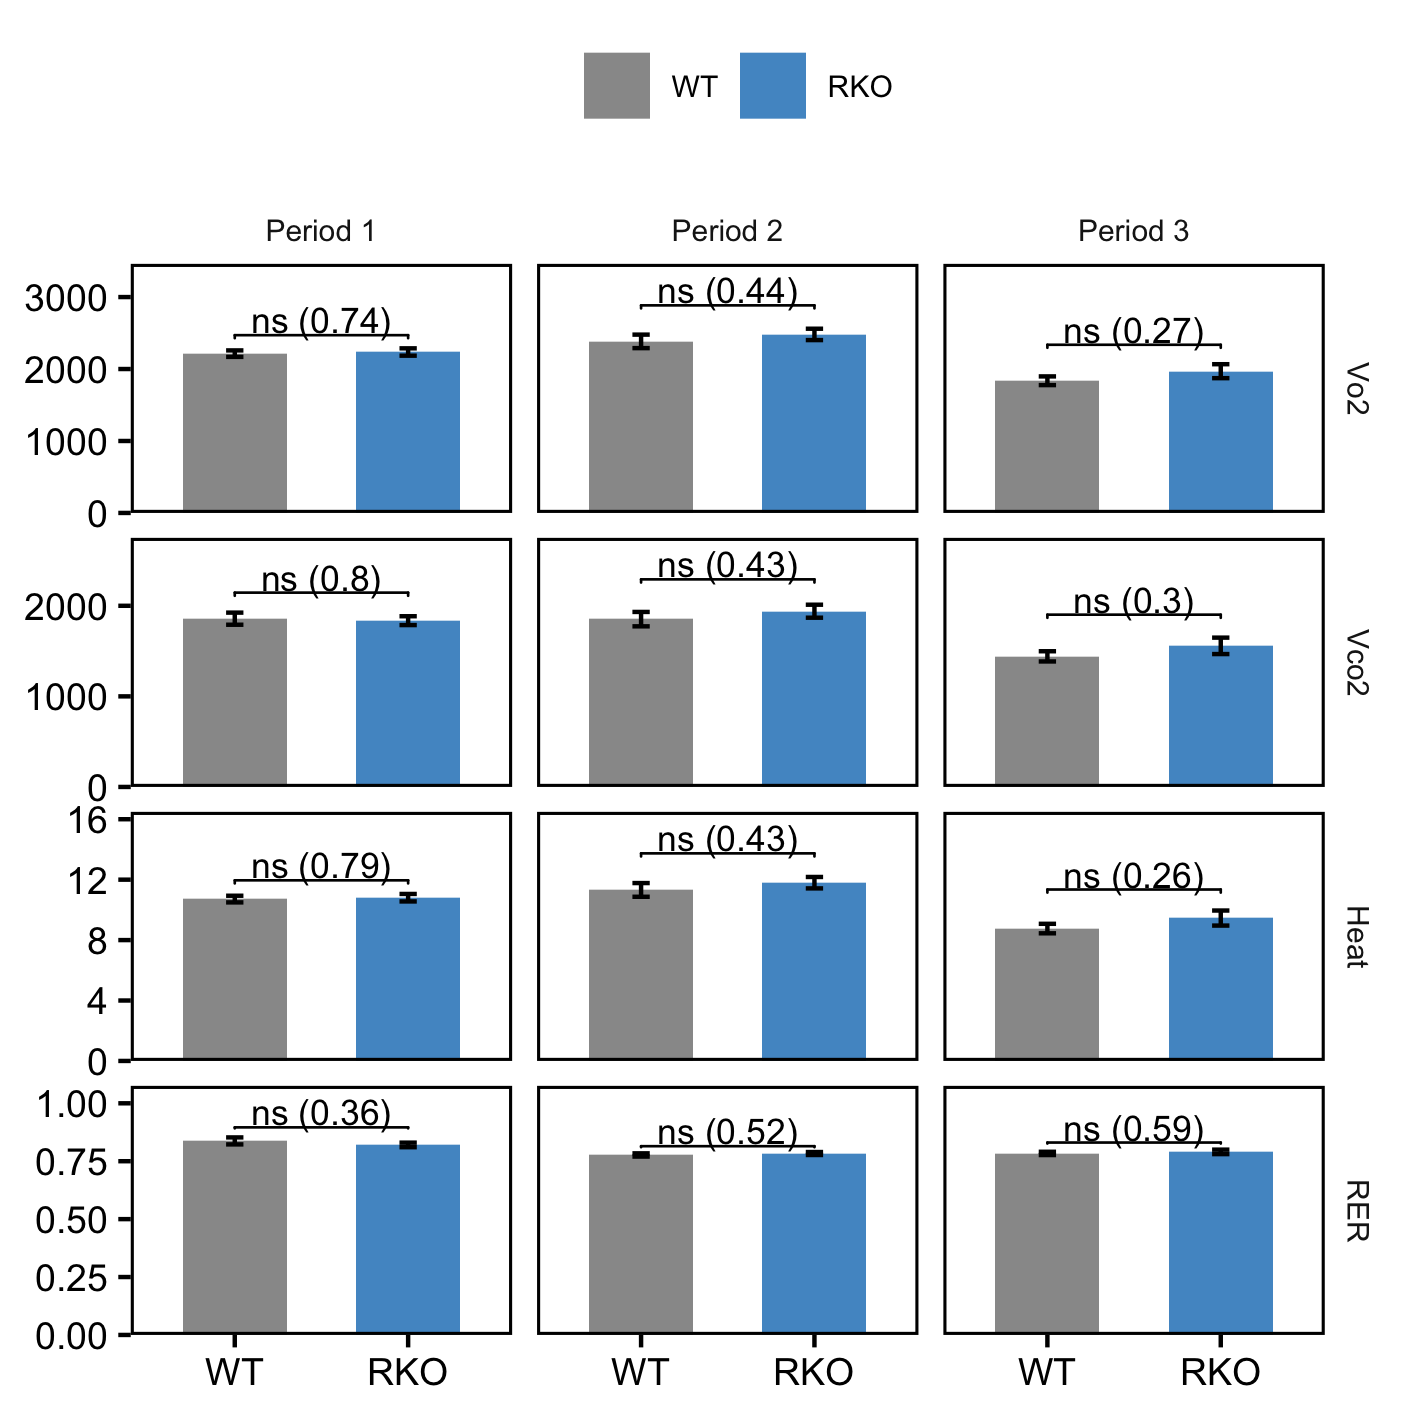 WT RKO
Period 1 Period 2 Period 3
3000
2000
1000
0
ns (0.74) ns (0.44) ns (0.27)
Vo2
2000
1000
0
ns (0.8) ns (0.43) ns (0.3)
Vco2
16
12
8
4
0
ns (0.79) ns (0.43) ns (0.26)
Heat
1.00
0.75
0.50
0.25
0.00
ns (0.36) ns (0.52) ns (0.59)
RER
WT RKO WT RKO WT RKO